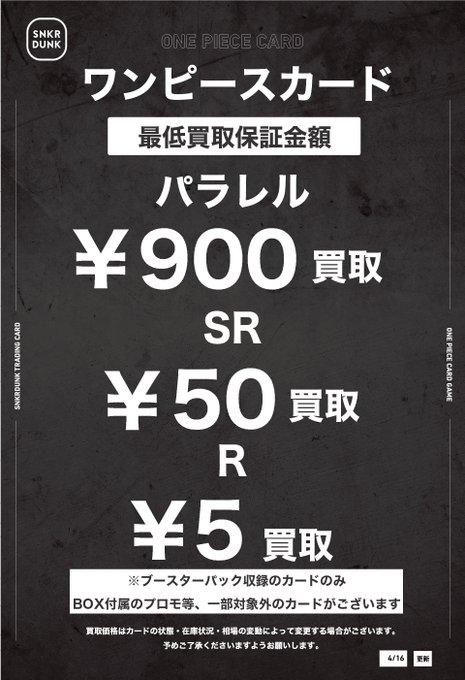 SNKR
DUNK
ONE PIECE CARD
ワンピースカード
最低買取保証金額
パラレル
¥900 買取
SR
¥50 買取
R
¥5 買取
※ブースターパック収録のカードのみ
BOX付属のプロモ等、一部対象外のカードがございます
買取価格はカードの状態・在庫状況・相場の変動によって変更する場合がございます。
予めご了承くださいますようお願いします。
4/16 更新
SNKRDUNK TRADING CARD
ONE PIECE CARD GAME